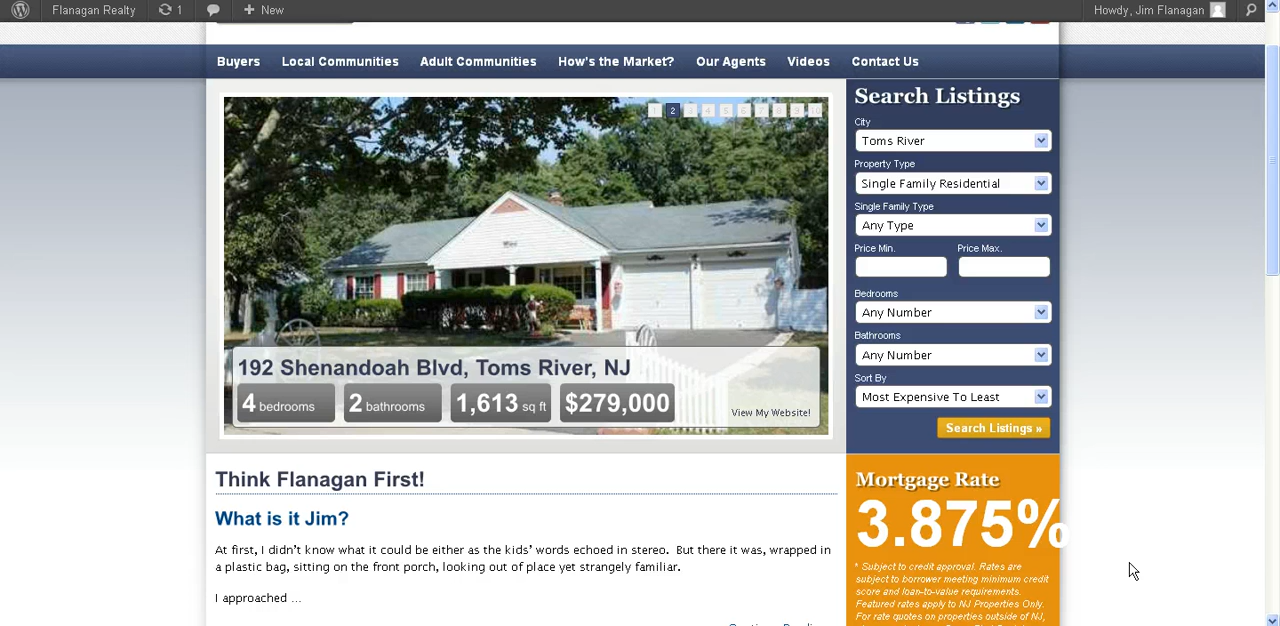 Flanagan Realty 1 New Howdy, Jim Flanagan
Buyers Local Communities Adult Communities How's the Market? Our Agents Videos Contact Us
2 4 5
192 Shenandoah Blvd, Toms River, NJ
4 bedrooms 2 bathrooms 1,613 sq ft $279,000
View My Website!
Search Listings
City
Toms River
Property Type
Single Family Residential
Single Family Type
Any Type
Price Min. Price Max.
Bedrooms
Any Number
Bathrooms
Any Number
Sort By
Most Expensive To Least
Search Listings »
Think Flanagan First!
What is it Jim?
At first, I didn't know what it could be either as the kids' words echoed in stereo. But there it was, wrapped in
a plastic bag, sitting on the front porch, looking out of place yet strangely familiar.
I approached ...
Mortgage Rate
3.875%
* Subject to credit approval. Rates are
subject to borrower meeting minimum credit
score and loan-to-value requirements.
Featured rates apply to NJ Properties Only.
For rate quotes on properties outside of NJ,